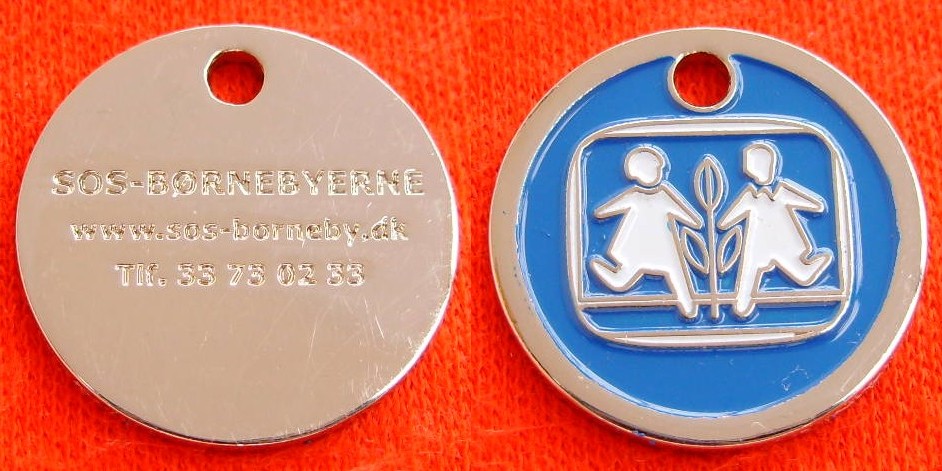 SOS-BØRNEBYERNE
www.sos-borneby.dk
Tlf. 33 73 02 33